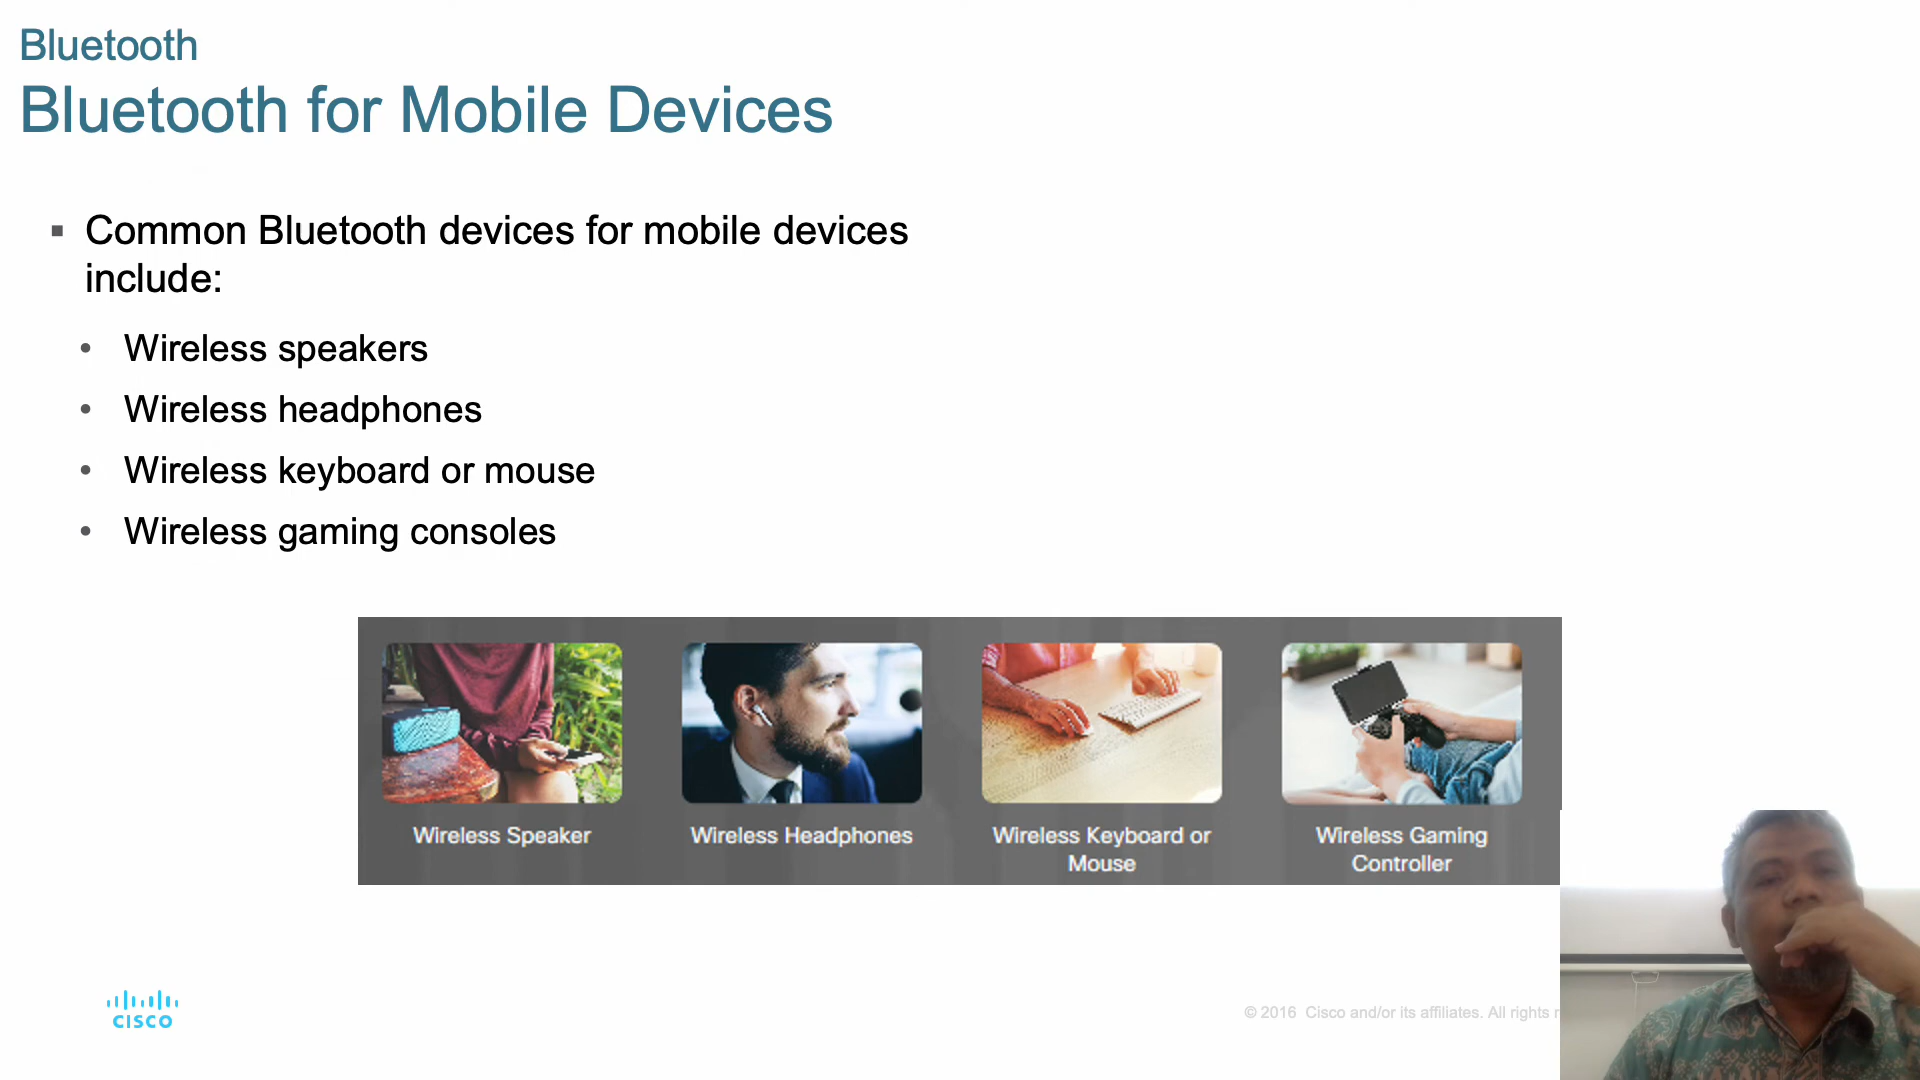 Bluetooth
Bluetooth for Mobile Devices
Common Bluetooth devices for mobile devices
include:
Wireless speakers
Wireless headphones
Wireless keyboard or mouse
Wireless gaming consoles
Wireless Speaker
Wireless Headphones
Wireless Keyboard or
Mouse
Wireless Gaming
Controller
CISCO
© 2016 Cisco and/or its affiliates. All rights